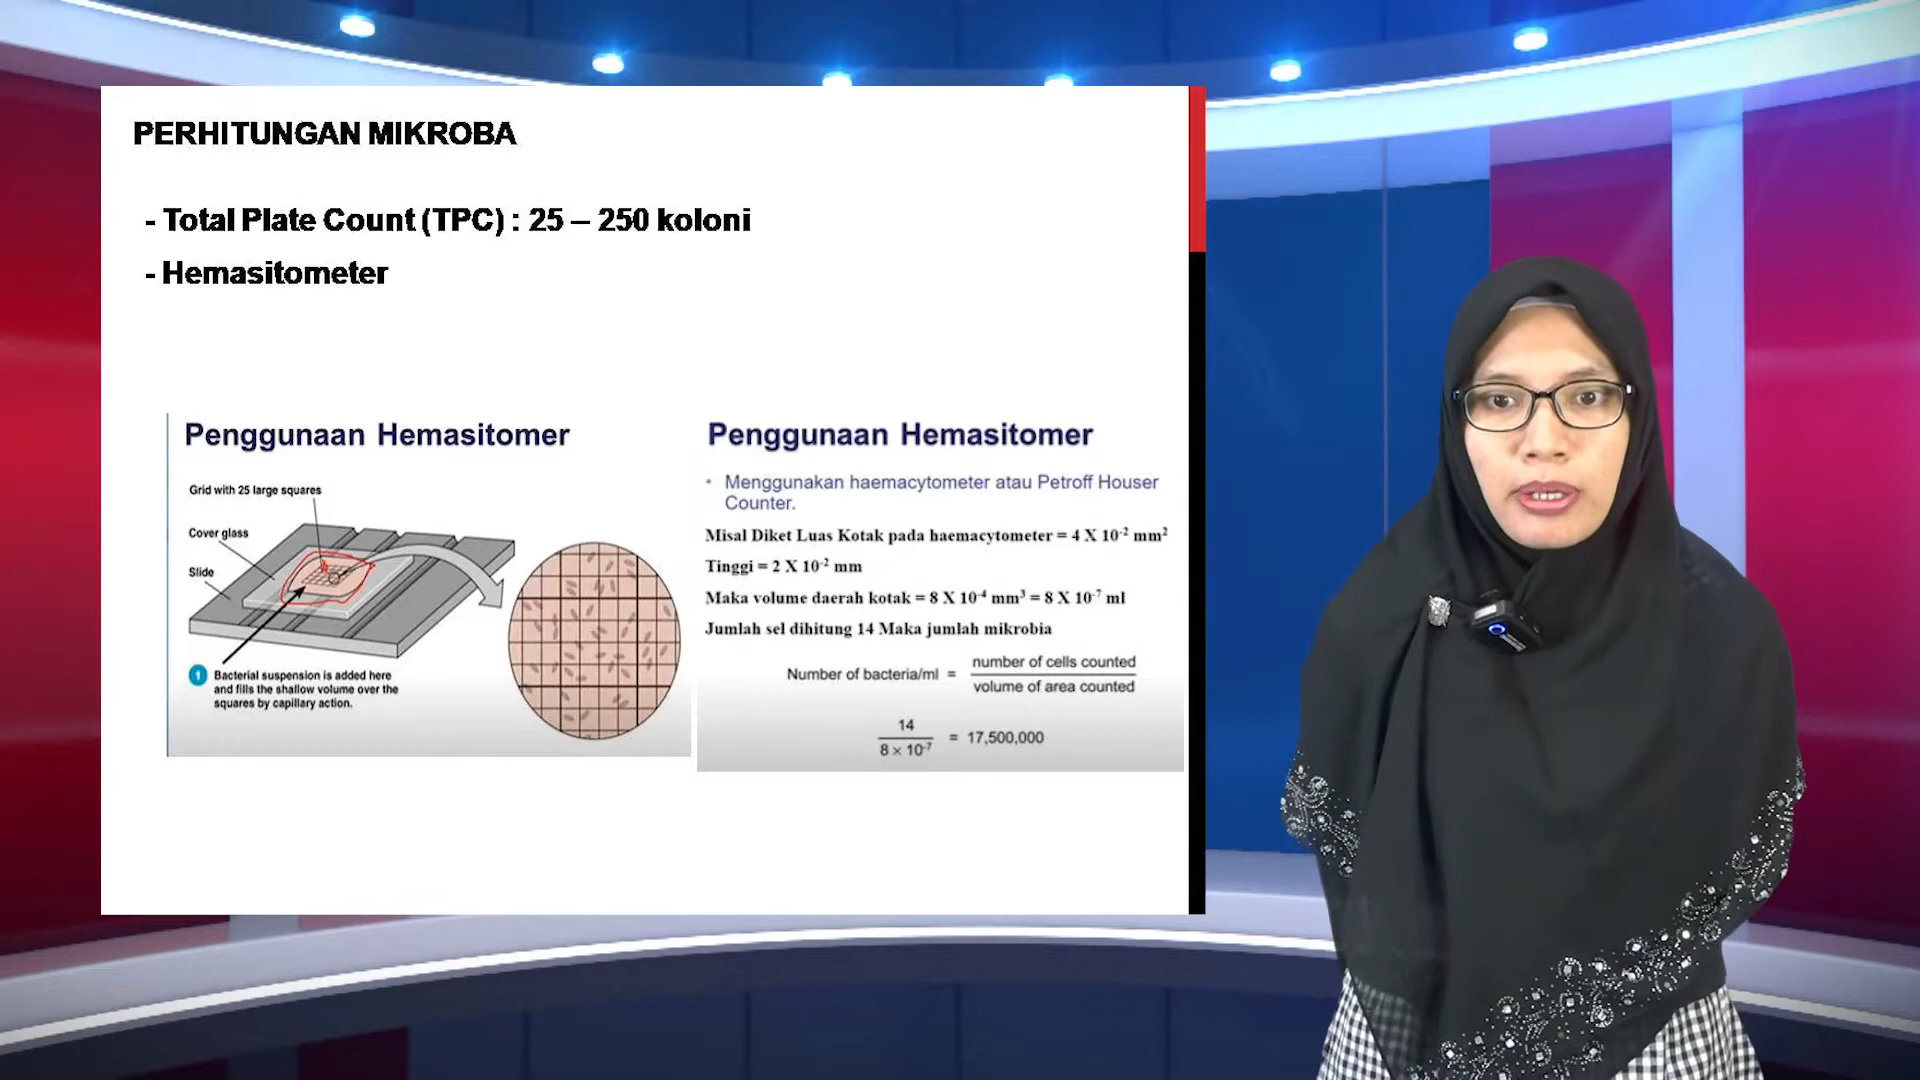 PERHITUNGAN MIKROBA
- Total Plate Count (TPC) : 25 – 250 koloni
- Hemasitometer
Penggunaan Hemasitomer
Grid with 25 large squares
Cover glass
Slide
1 Bacterial suspension is added here
and fills the shallow volume over the
squares by capillary action.
Penggunaan Hemasitomer
• Menggunakan haemacytometer atau Petroff Houser
Counter.
Misal Diket Luas Kotak pada haemacytometer = 4 X 10⁻² mm²
Tinggi = 2 X 10⁻² mm
Maka volume daerah kotak = 8 X 10⁻⁴ mm³ = 8 X 10⁻⁷ ml
Jumlah sel dihitung 14 Maka jumlah mikrobia
number of cells counted
Number of bacteria/ml =
volume of area counted
14
= 17,500,000
8 × 10⁻⁷